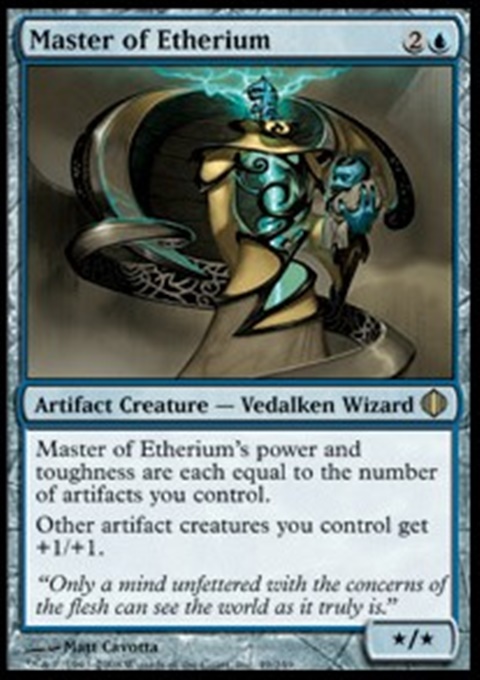 Master of Etherium 2
Artifact Creature — Vedalken Wizard
Master of Etherium's power and
toughness are each equal to the number
of artifacts you control.
Other artifact creatures you control get
+1/+1.
"Only a mind unfettered with the concerns of
the flesh can see the world as it truly is."
Matt Cavotta
★/★